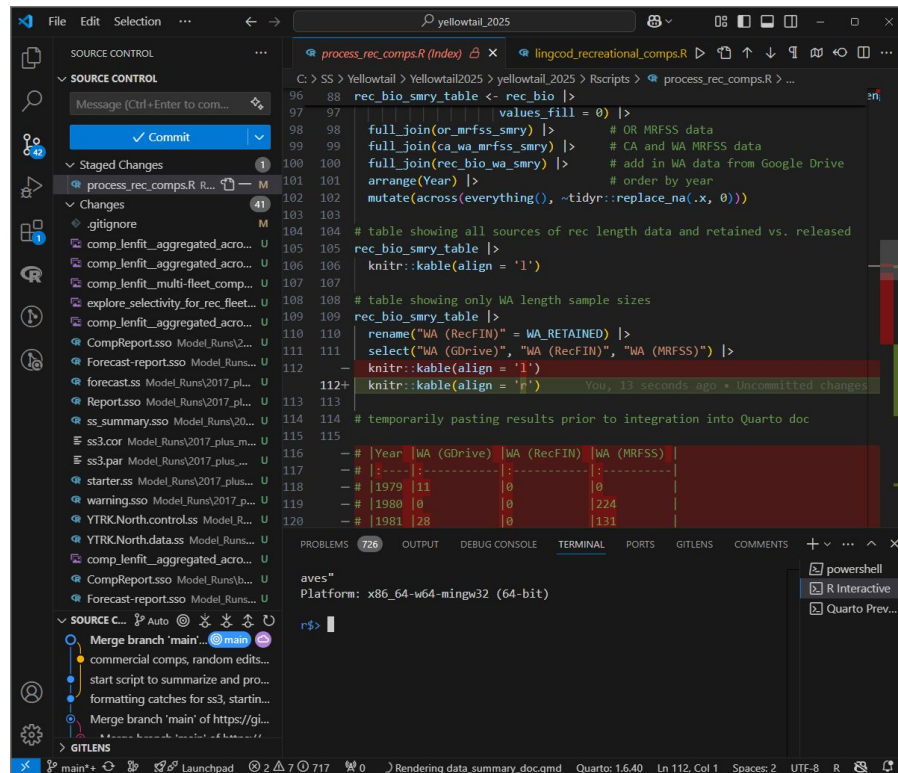 File Edit Selection ··· yellowtail_2025
SOURCE CONTROL ···
SOURCE CONTROL
Message (Ctrl+Enter to com...
Commit
Staged Changes 1
process_rec_comps.R R... M
Changes 41
.gitignore M
comp_lenfit__aggregated_acro... U
comp_lenfit__multi-fleet_comp... U
explore_selectivity_for_rec_fleet... U
comp_lenfit__aggregated_acro... U
CompReport.sso Model_Runs\2... U
Forecast-report.sso Model_Runs... U
forecast.ss Model_Runs\2017_pl... U
Report.sso Model_Runs\2017_pl... U
ss_summary.sso Model_Runs\20... U
ss3.cor Model_Runs\2017_plus_m... U
ss3.par Model_Runs\2017_plus_... U
starter.ss Model_Runs\2017_plus... U
warning.sso Model_Runs\2017_p... U
YTRK.North.control.ss Model_R... U
YTRK.North.data.ss Model_Runs... U
comp_lenfit__aggregated_acro... U
CompReport.sso Model_Runs\b... U
Forecast-report.sso Model_Runs... U
SOURCE C... Auto
Merge branch 'main'... main
commercial comps, random edits...
start script to summarize and pro...
formatting catches for ss3, startin...
Merge branch 'main' of https://gi...
GITLENS
42
1
process_rec_comps.R (Index) lingcod_recreational_comps.R
C: > SS > Yellowtail > Yellowtail2025 > yellowtail_2025 > Rscripts > process_rec_comps.R > ...
96 88 rec_bio_smry_table <- rec_bio |>
97 97 values_fill = 0) |>
98 98 full_join(or_mrfss_smry) |> # OR MRFSS data
99 99 full_join(ca_wa_mrfss_smry) |> # CA and WA MRFSS data
100 100 full_join(rec_bio_wa_smry) |> # add in WA data from Google Drive
101 101 arrange(Year) |> # order by year
102 102 mutate(across(everything(), ~tidyr::replace_na(.x, 0)))
103 103
104 104 # table showing all sources of rec length data and retained vs. released
105 105 rec_bio_smry_table |>
106 106 knitr::kable(align = 'l')
107 107
108 108 # table showing only WA length sample sizes
109 109 rec_bio_smry_table |>
110 110 rename("WA (RecFIN)" = WA_RETAINED) |>
111 111 select("WA (GDrive)", "WA (RecFIN)", "WA (MRFSS)") |>
112 − knitr::kable(align = 'l')
112+ knitr::kable(align = 'r') You, 13 seconds ago • Uncommitted changes
113 113
114 114 # temporarily pasting results prior to integration into Quarto doc
115 115
116 −# |Year |WA (GDrive) |WA (RecFIN) |WA (MRFSS) |
117 −# |:----|:-----------|:-----------|:----------|
118 −# |1979 |11 |0 |0 |
119 −# |1980 |0 |0 |224 |
120 −# |1981 |28 |0 |131 |
PROBLEMS 726 OUTPUT DEBUG CONSOLE TERMINAL PORTS GITLENS COMMENTS
aves"
Platform: x86_64-w64-mingw32 (64-bit)
r$>
powershell
R Interactive
Quarto Prev...
main*+ Launchpad 2 7 717 0 Rendering data_summary_doc.qmd Quarto: 1.6.40 Ln 112, Col 1 Spaces: 2 UTF-8 R